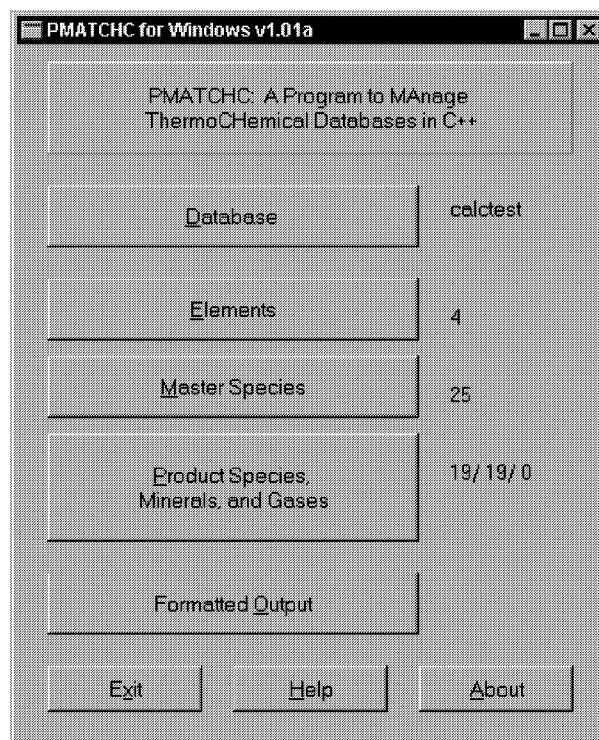 PMATCHC for Windows v1.01a
PMATCHC: A Program to MAnage
ThermoCHemical Databases in C++
Database
calctest
Elements
4
Master Species
25
Product Species,
Minerals, and Gases
19/ 19/ 0
Formatted Output
Exit
Help
About